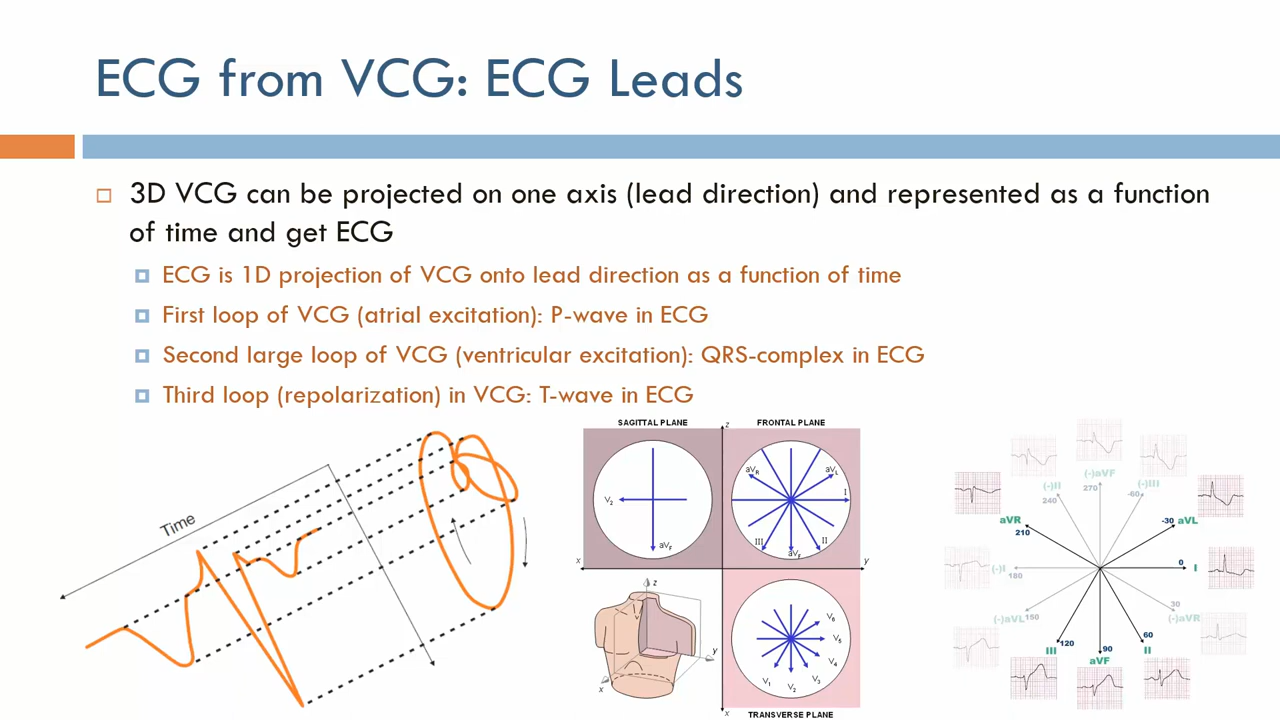 ECG from VCG: ECG Leads
3D VCG can be projected on one axis (lead direction) and represented as a function
of time and get ECG
ECG is 1D projection of VCG onto lead direction as a function of time
First loop of VCG (atrial excitation): P-wave in ECG
Second large loop of VCG (ventricular excitation): QRS-complex in ECG
Third loop (repolarization) in VCG: T-wave in ECG
Time
SAGITTAL PLANE
z
FRONTAL PLANE
V2
aVF
x
aVR
aVL
I
III
aVF
II
y
z
y
x
V6
V5
V4
V3
V2
V1
x
TRANSVERSE PLANE
(-)aVF
270
(-)II
240
(-)III
-60
aVR
210
-30
aVL
(-)I
180
0
I
(-)aVL
150
30
(-)aVR
III
120
90
aVF
60
II